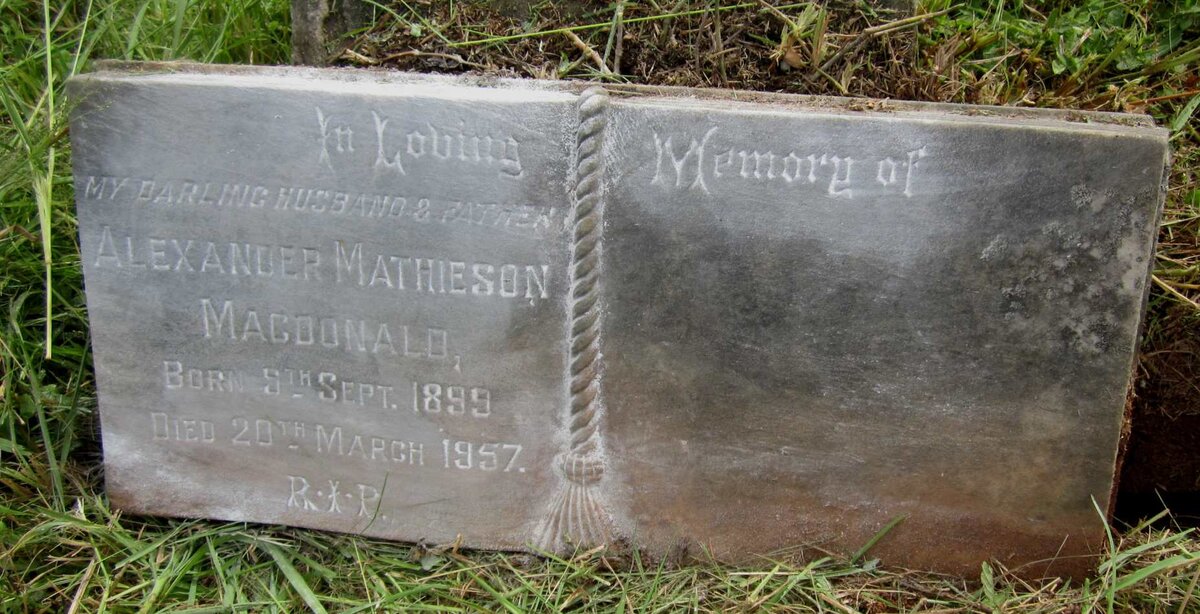 In Loving Memory of
MY DARLING HUSBAND & FATHER
ALEXANDER MATHIESON
MACDONALD,
BORN 9TH SEPT. 1899
DIED 20TH MARCH 1957.
R.I.P.